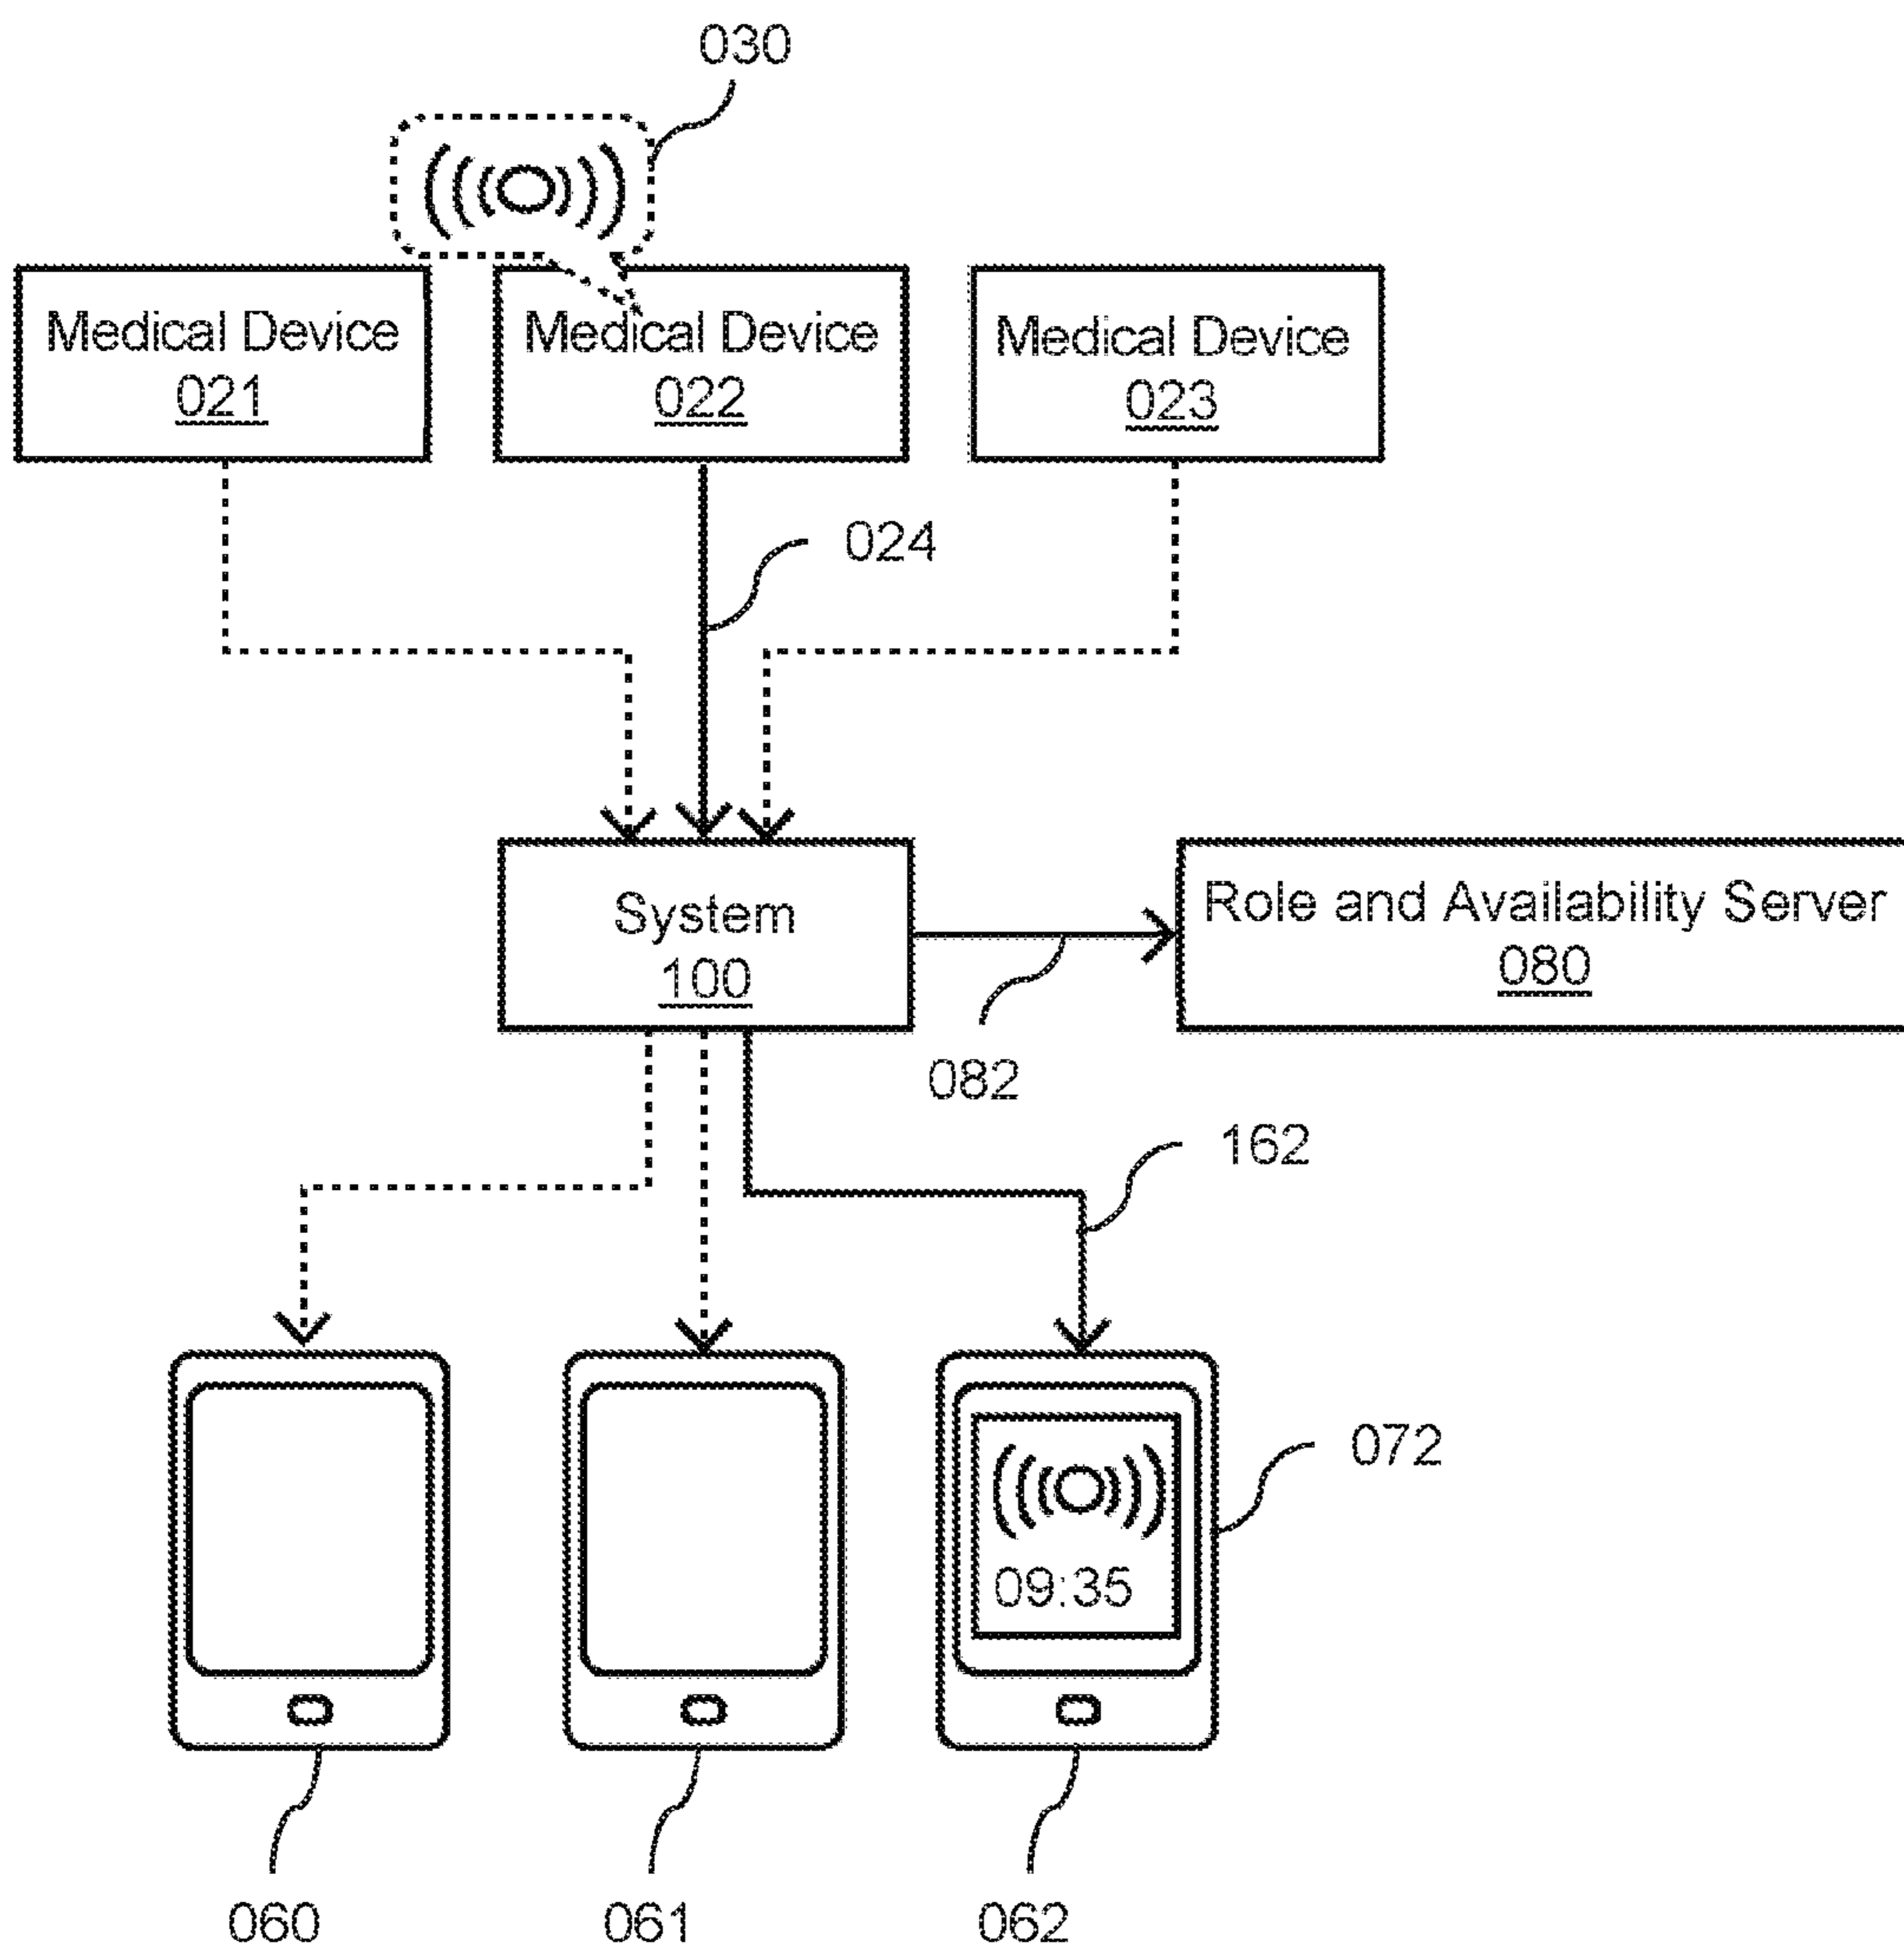 030
Medical Device
021
Medical Device
022
Medical Device
023
024
System
100
Role and Availability Server
080
082
162
072
09:35
060
061
062